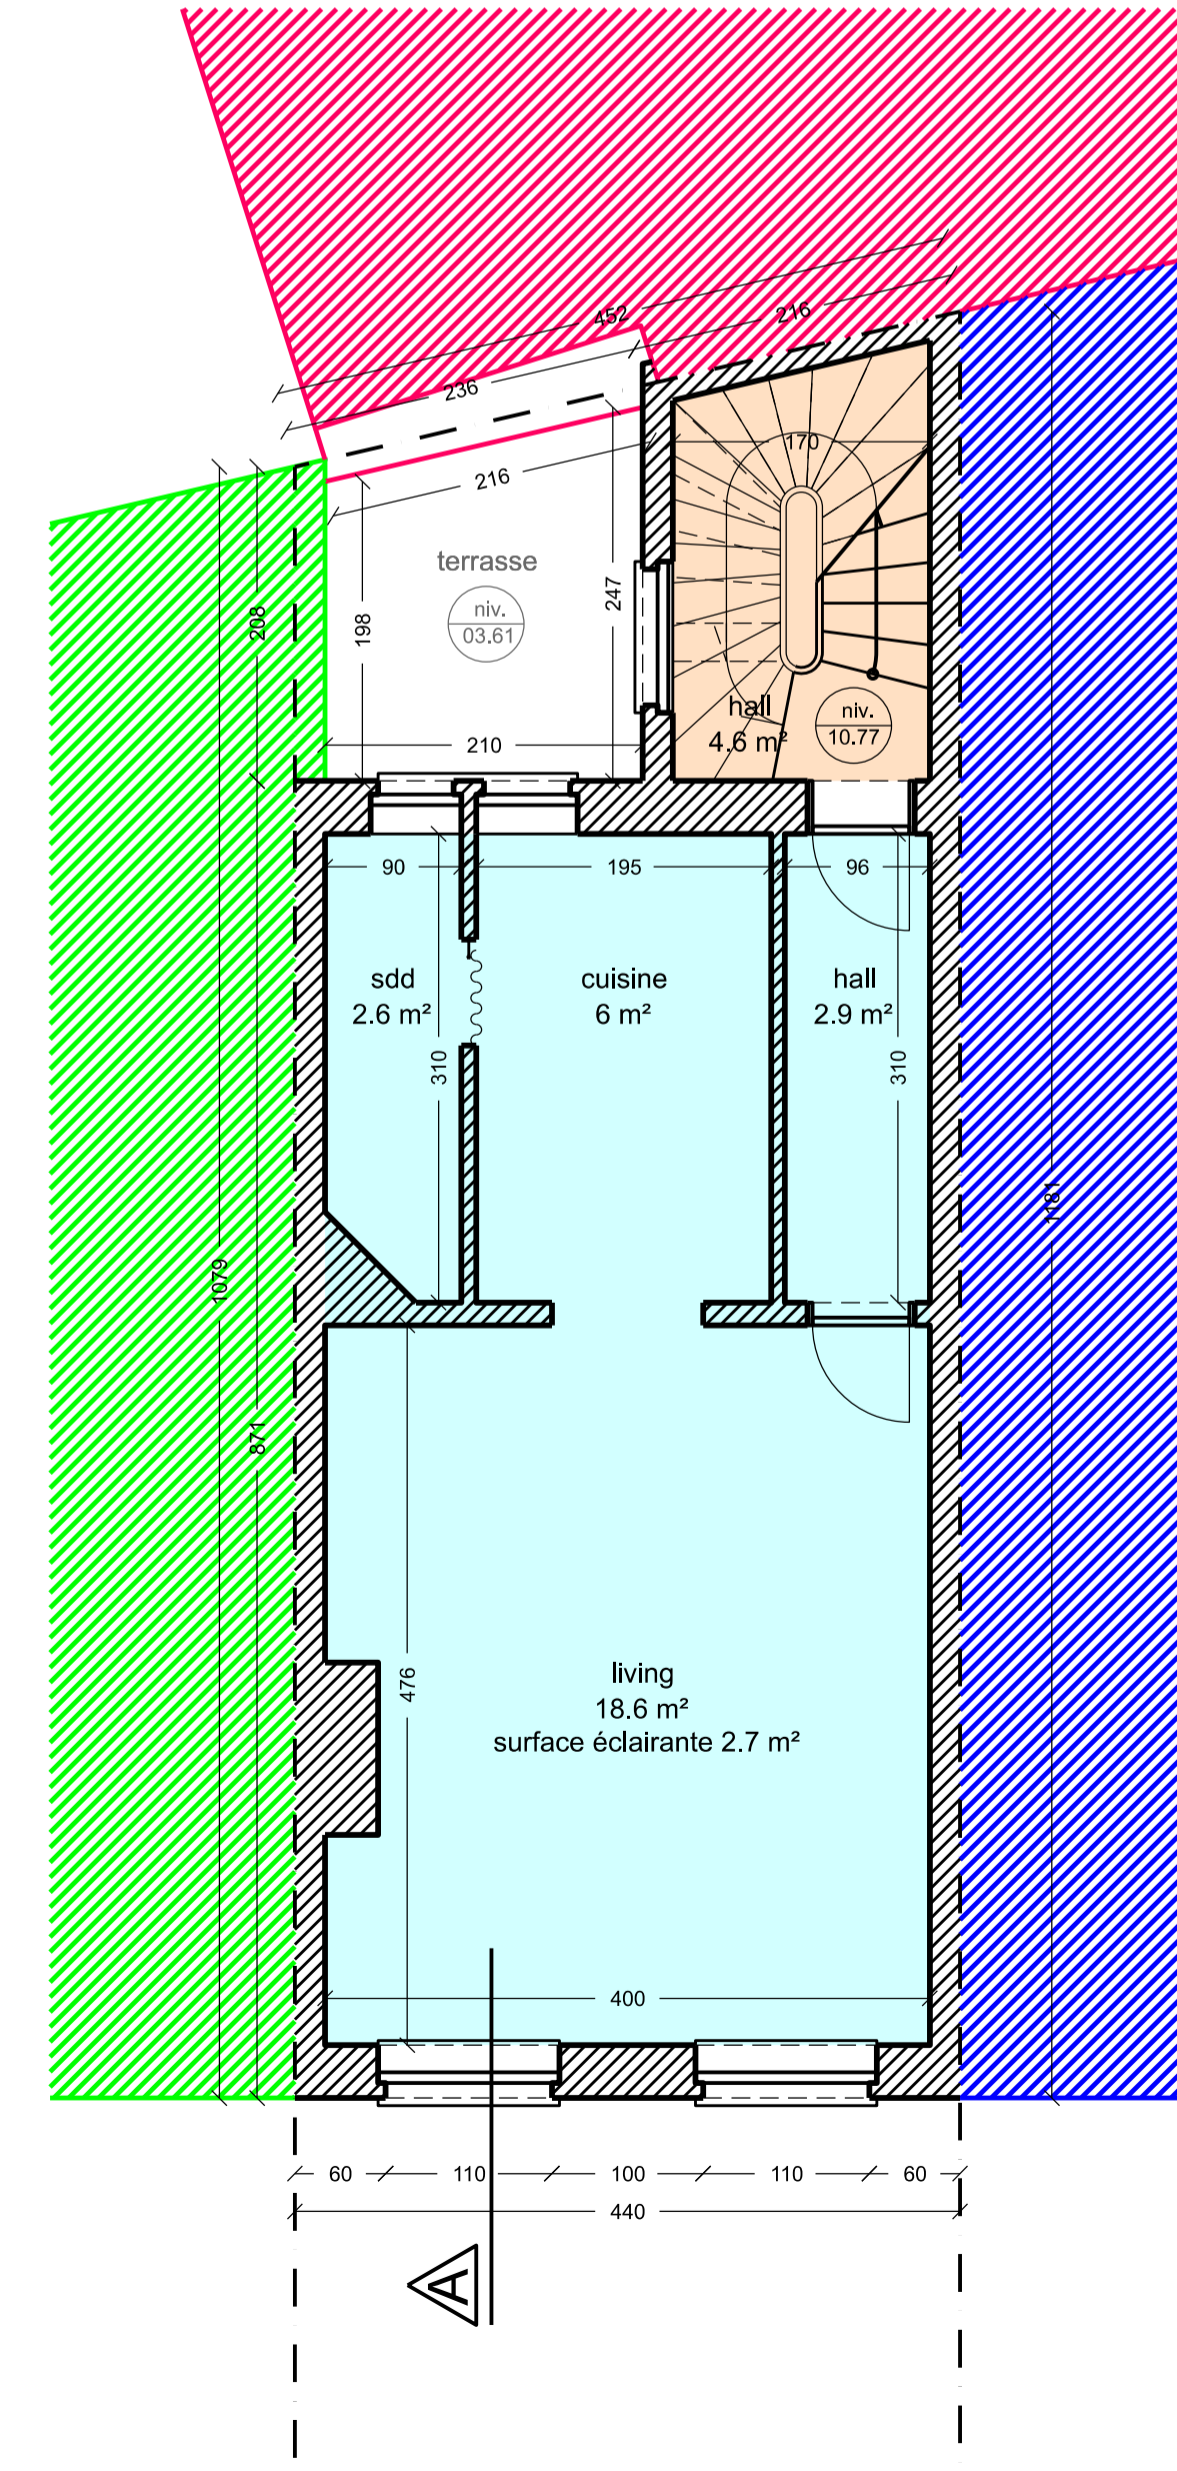 452
216
236
170
216
terrasse
niv.
03.61
247
208
198
hall
4.6 m²
niv.
10.77
210
90
195
96
sdd
2.6 m²
cuisine
6 m²
hall
2.9 m²
310
310
1181
1079
871
living
18.6 m²
surface éclairante 2.7 m²
476
400
60
110
100
110
60
440
A